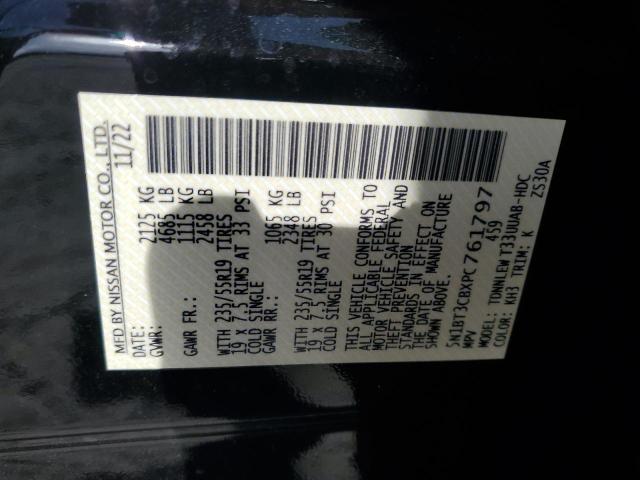 MFD BY NISSAN MOTOR CO., LTD.
DATE: 11/22
GVWR: 2125 KG
4685 LB
GAWR FR.: 1115 KG
2458 LB
WITH 235/55R19 TIRES
19 X 7.5 RIMS AT 33 PSI
COLD SINGLE
GAWR RR.: 1065 KG
2348 LB
WITH 235/55R19 TIRES
19 X 7.5 RIMS AT 30 PSI
COLD SINGLE
THIS VEHICLE CONFORMS TO
ALL APPLICABLE FEDERAL
MOTOR VEHICLE SAFETY AND
THEFT PREVENTION
STANDARDS IN EFFECT ON
THE DATE OF MANUFACTURE
SHOWN ABOVE.
5N1BT3CBXPC761797
MPV 459
MODEL: TDNNLEW T33UUAB-HDC
COLOR: KH3 TRIM: K
ZS30A